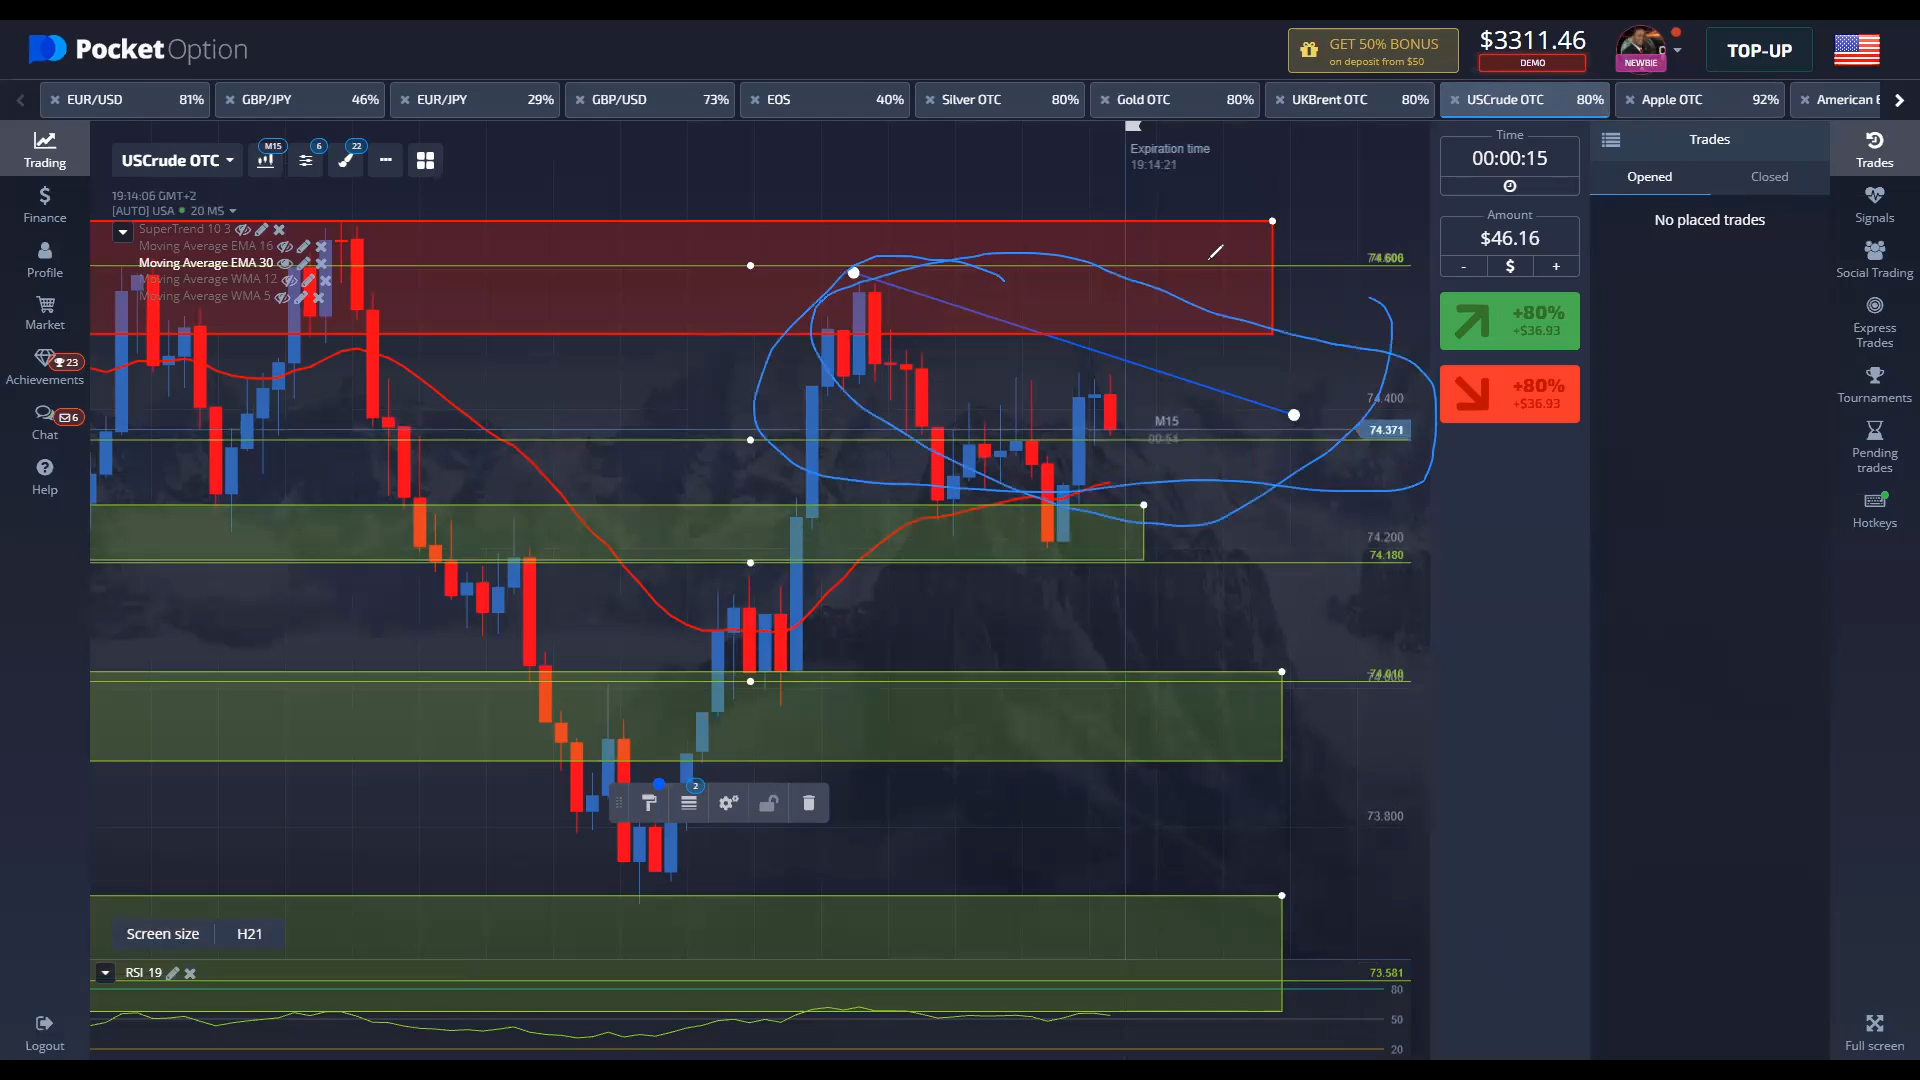 PocketOption
GET 50% BONUS
on deposit from $50
$3311.46
DEMO
NEWBIE
TOP-UP
EUR/USD 81%
GBP/JPY 46%
EUR/JPY 29%
GBP/USD 73%
EOS 40%
Silver OTC 80%
Gold OTC 80%
UKBrent OTC 80%
USCrude OTC 80%
Apple OTC 92%
American E
Trading
Finance
Profile
Market
23
Achievements
6
Chat
Help
Logout
USCrude OTC
M15
6
22
19:14:06 GMT+2
[AUTO] USA 20 MS
SuperTrend 10 3
Moving Average EMA 16
Moving Average EMA 30
Moving Average WMA 12
Moving Average WMA 5
Expiration time
19:14:21
74.606
74.400
M15
00:54
74.371
74.200
74.180
74.010
73.800
2
Screen size H21
RSI 19
73.581
80
50
20
Time
00:00:15
Amount
$46.16
- $ +
+80%
+$36.93
+80%
+$36.93
Trades
Opened Closed
No placed trades
Trades
Signals
Social Trading
Express
Trades
Tournaments
Pending
trades
Hotkeys
Full screen